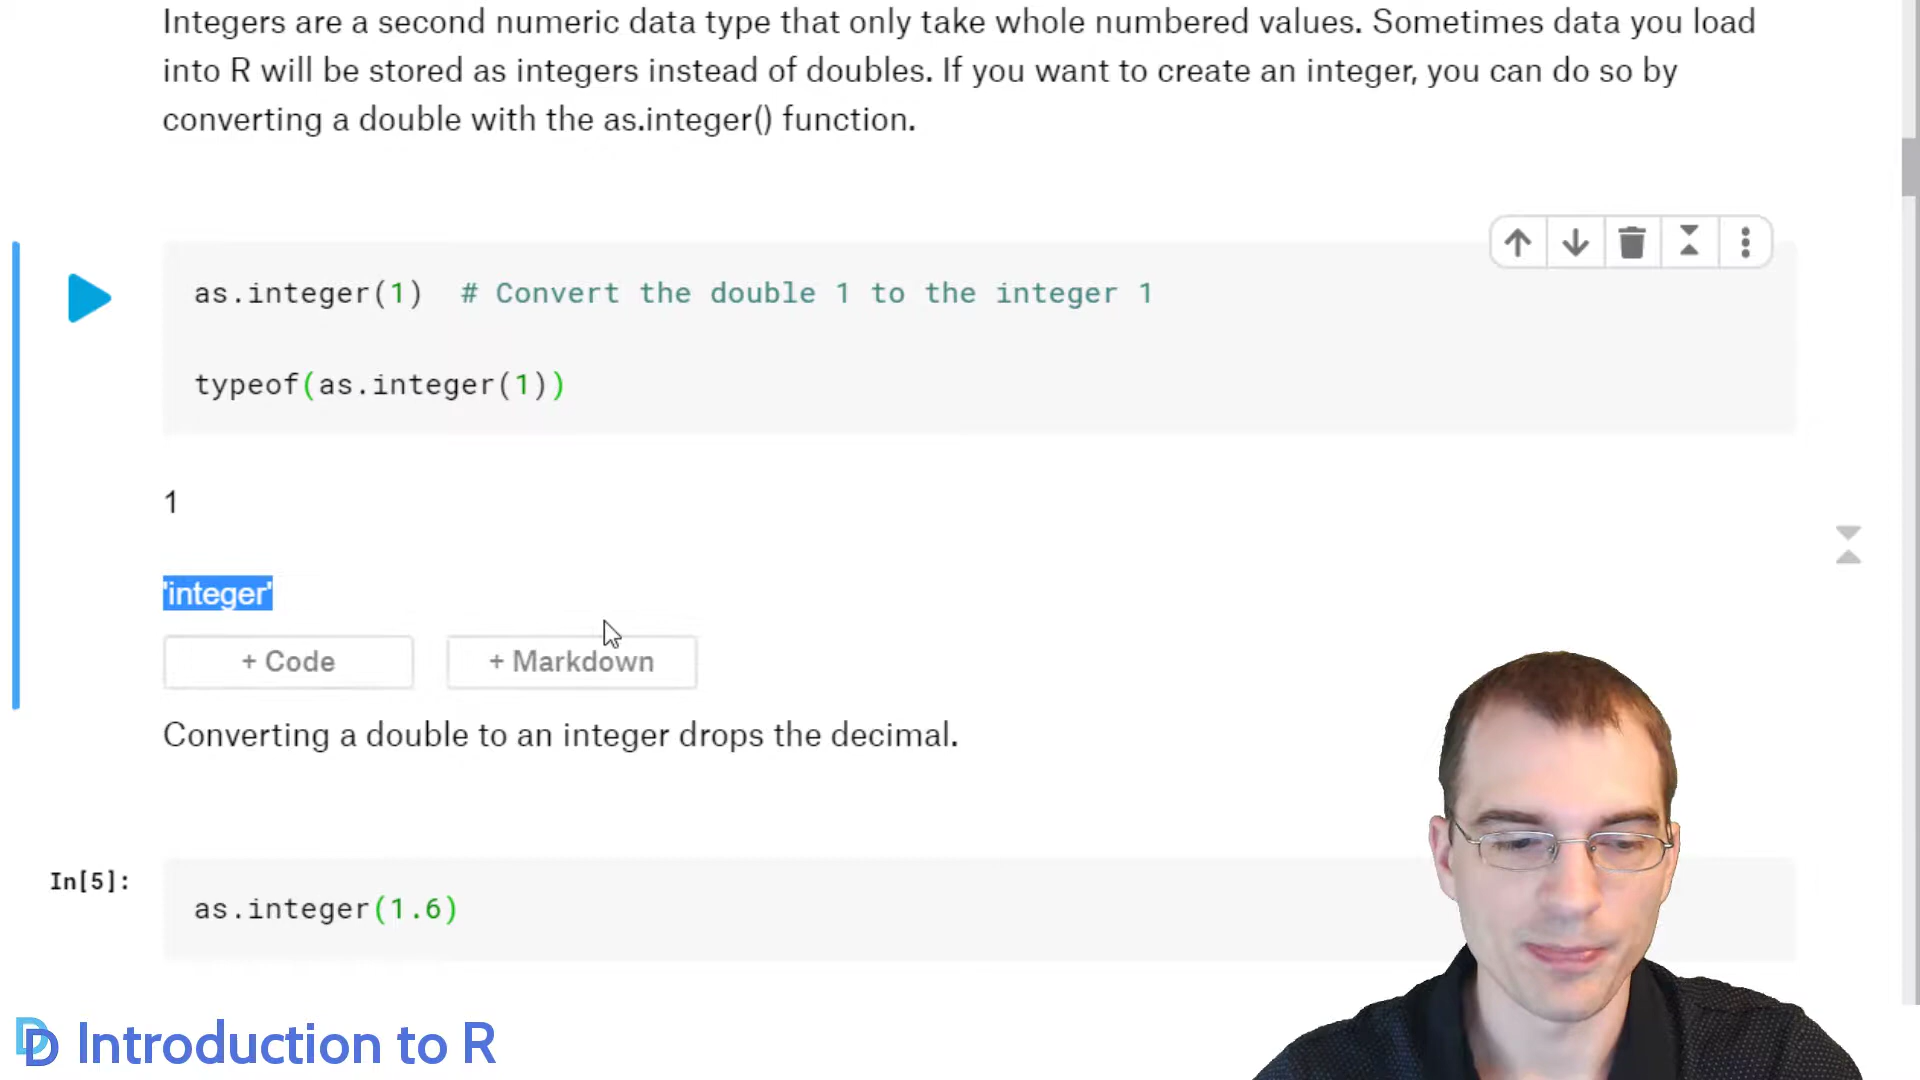 Integers are a second numeric data type that only take whole numbered values. Sometimes data you load
into R will be stored as integers instead of doubles. If you want to create an integer, you can do so by
converting a double with the as.integer() function.
as.integer(1)  # Convert the double 1 to the integer 1
typeof(as.integer(1))
1
'integer'
+ Code
+ Markdown
Converting a double to an integer drops the decimal.
In[5]:
as.integer(1.6)
D Introduction to R